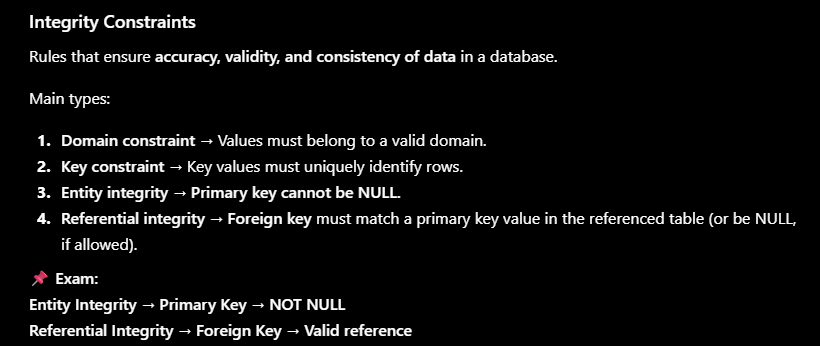 Integrity Constraints
Rules that ensure accuracy, validity, and consistency of data in a database.
Main types:
1. Domain constraint → Values must belong to a valid domain.
2. Key constraint → Key values must uniquely identify rows.
3. Entity integrity → Primary key cannot be NULL.
4. Referential integrity → Foreign key must match a primary key value in the referenced table (or be NULL,
if allowed).
📌 Exam:
Entity Integrity → Primary Key → NOT NULL
Referential Integrity → Foreign Key → Valid reference